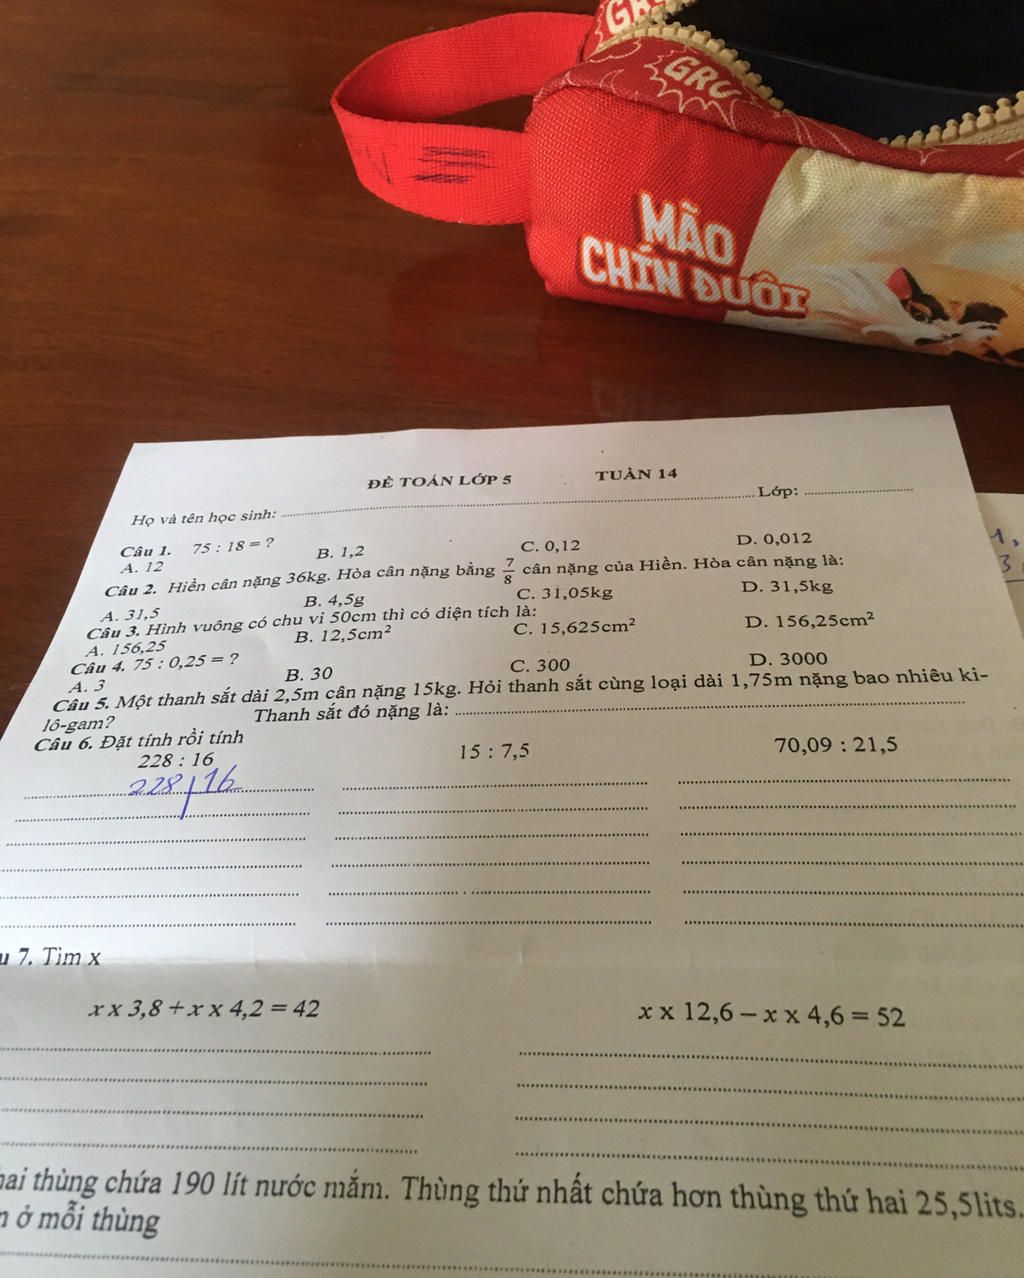 GRU
GRU
MÃO
CHÍN ĐUÔI
ĐỀ TOÁN LỚP 5 TUẦN 14
Họ và tên học sinh: Lớp:
Câu 1. 75 : 18 = ?
A. 12 B. 1,2 C. 0,12 D. 0,012
Câu 2. Hiền cân nặng 36kg. Hòa cân nặng bằng 7/8 cân nặng của Hiền. Hòa cân nặng là:
A. 31,5 B. 4,5g C. 31,05kg D. 31,5kg
Câu 3. Hình vuông có chu vi 50cm thì có diện tích là:
A. 156,25 B. 12,5cm² C. 15,625cm² D. 156,25cm²
Câu 4. 75 : 0,25 = ?
A. 3 B. 30 C. 300 D. 3000
Câu 5. Một thanh sắt dài 2,5m cân nặng 15kg. Hỏi thanh sắt cùng loại dài 1,75m nặng bao nhiêu ki-
lô-gam? Thanh sắt đó nặng là:
Câu 6. Đặt tính rồi tính
228 : 16 15 : 7,5 70,09 : 21,5
228 16
u 7. Tìm x
x x 3,8 + x x 4,2 = 42 x x 12,6 – x x 4,6 = 52
hai thùng chứa 190 lít nước mắm. Thùng thứ nhất chứa hơn thùng thứ hai 25,5lits.
ở mỗi thùng